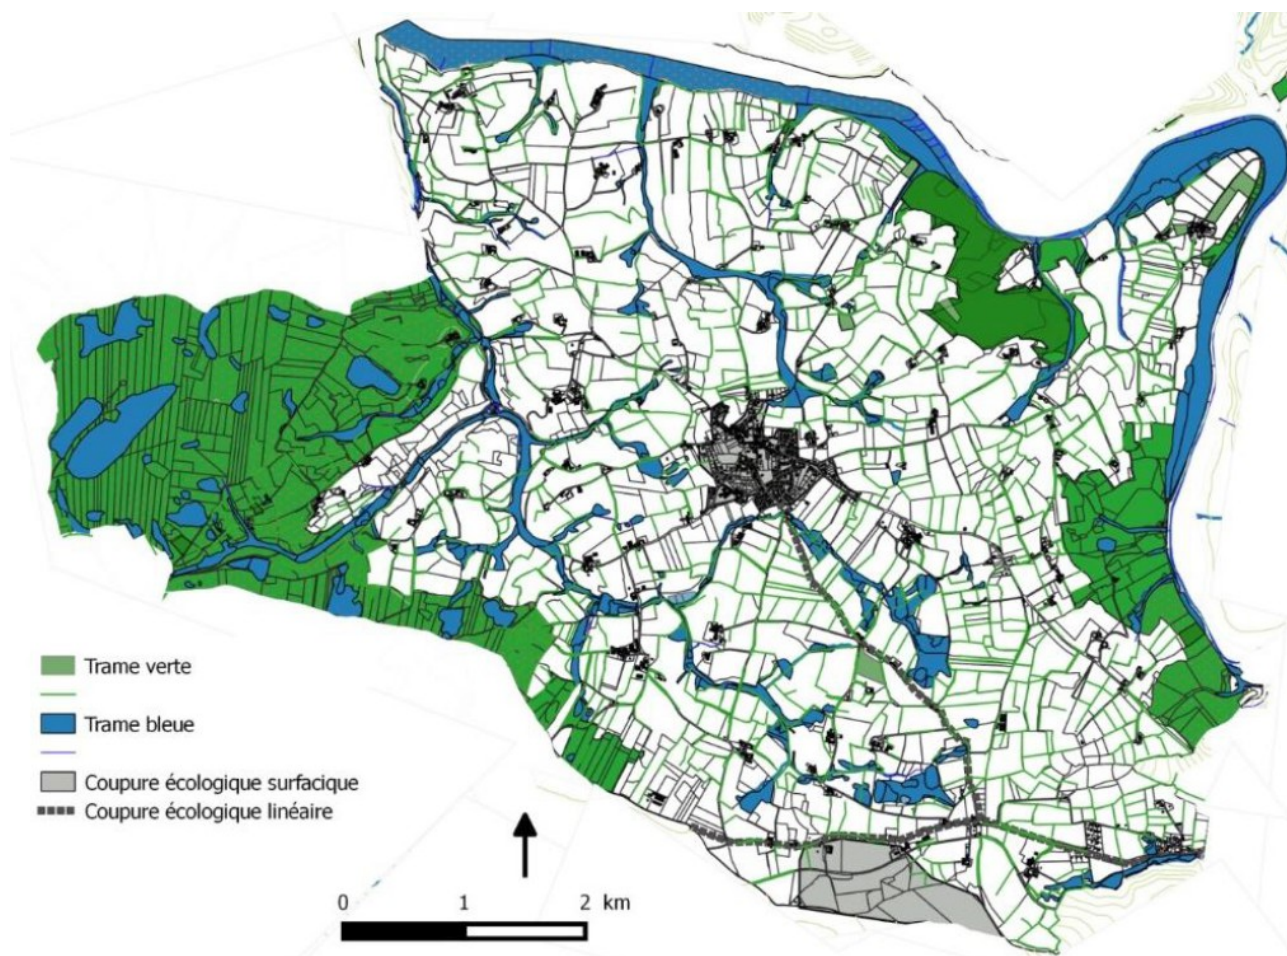 Trame verte
Trame bleue
Coupure écologique surfacique
Coupure écologique linéaire
0 1 2 km